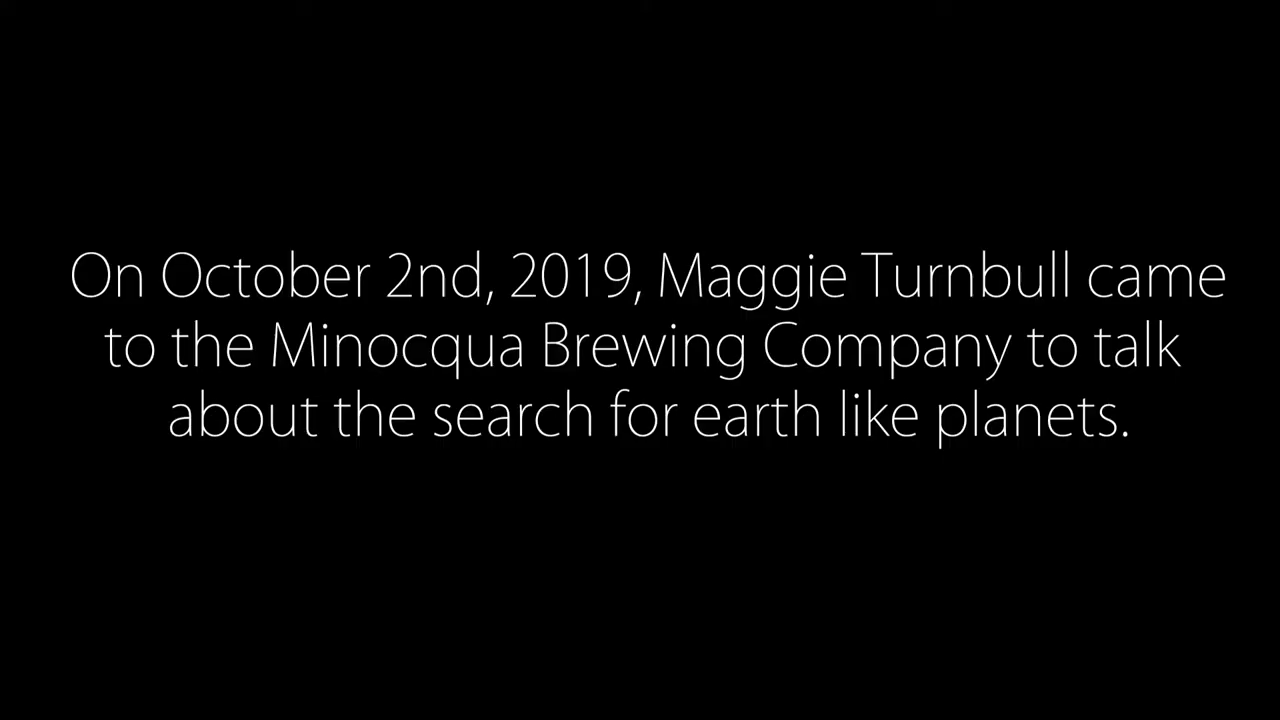 On October 2nd, 2019, Maggie Turnbull came
to the Minocqua Brewing Company to talk
about the search for earth like planets.